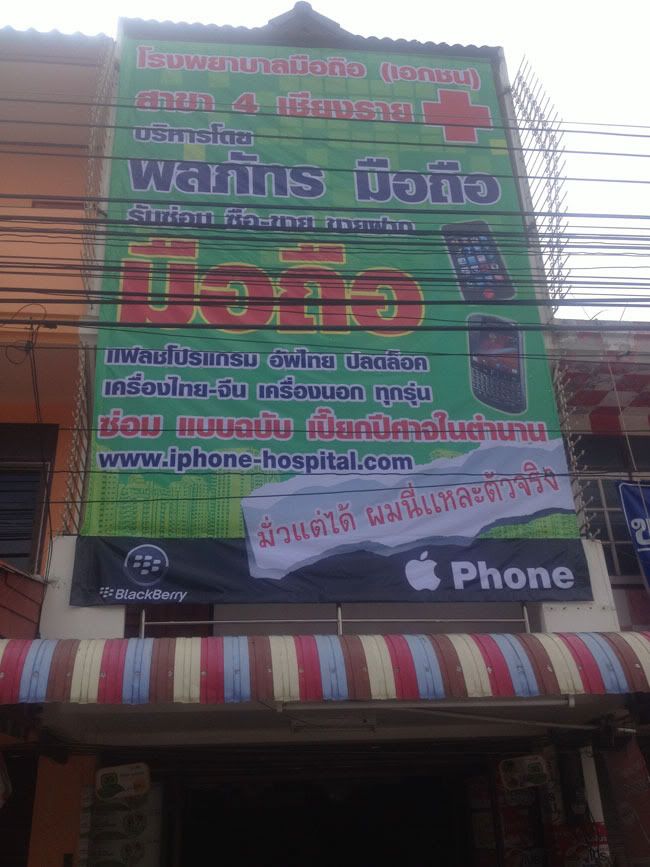 โรงพยาบาลมือถือ (เอกชน)
สาขา 4 เชียงราย
บริหารโดย
พลภัทร มือถือ
รับซ่อม ซื้อ-ขาย ขายฝาก
มือถือ
แฟลชโปรแกรม อัพไทย ปลดล็อค
เครื่องไทย-จีน เครื่องนอก ทุกรุ่น
ซ่อม แบบฉบับ เปี๊ยกปีศาจในตำนาน
www.iphone-hospital.com
มั่วแต่ได้ ผมนี่แหละตัวจริง
BlackBerry
Phone